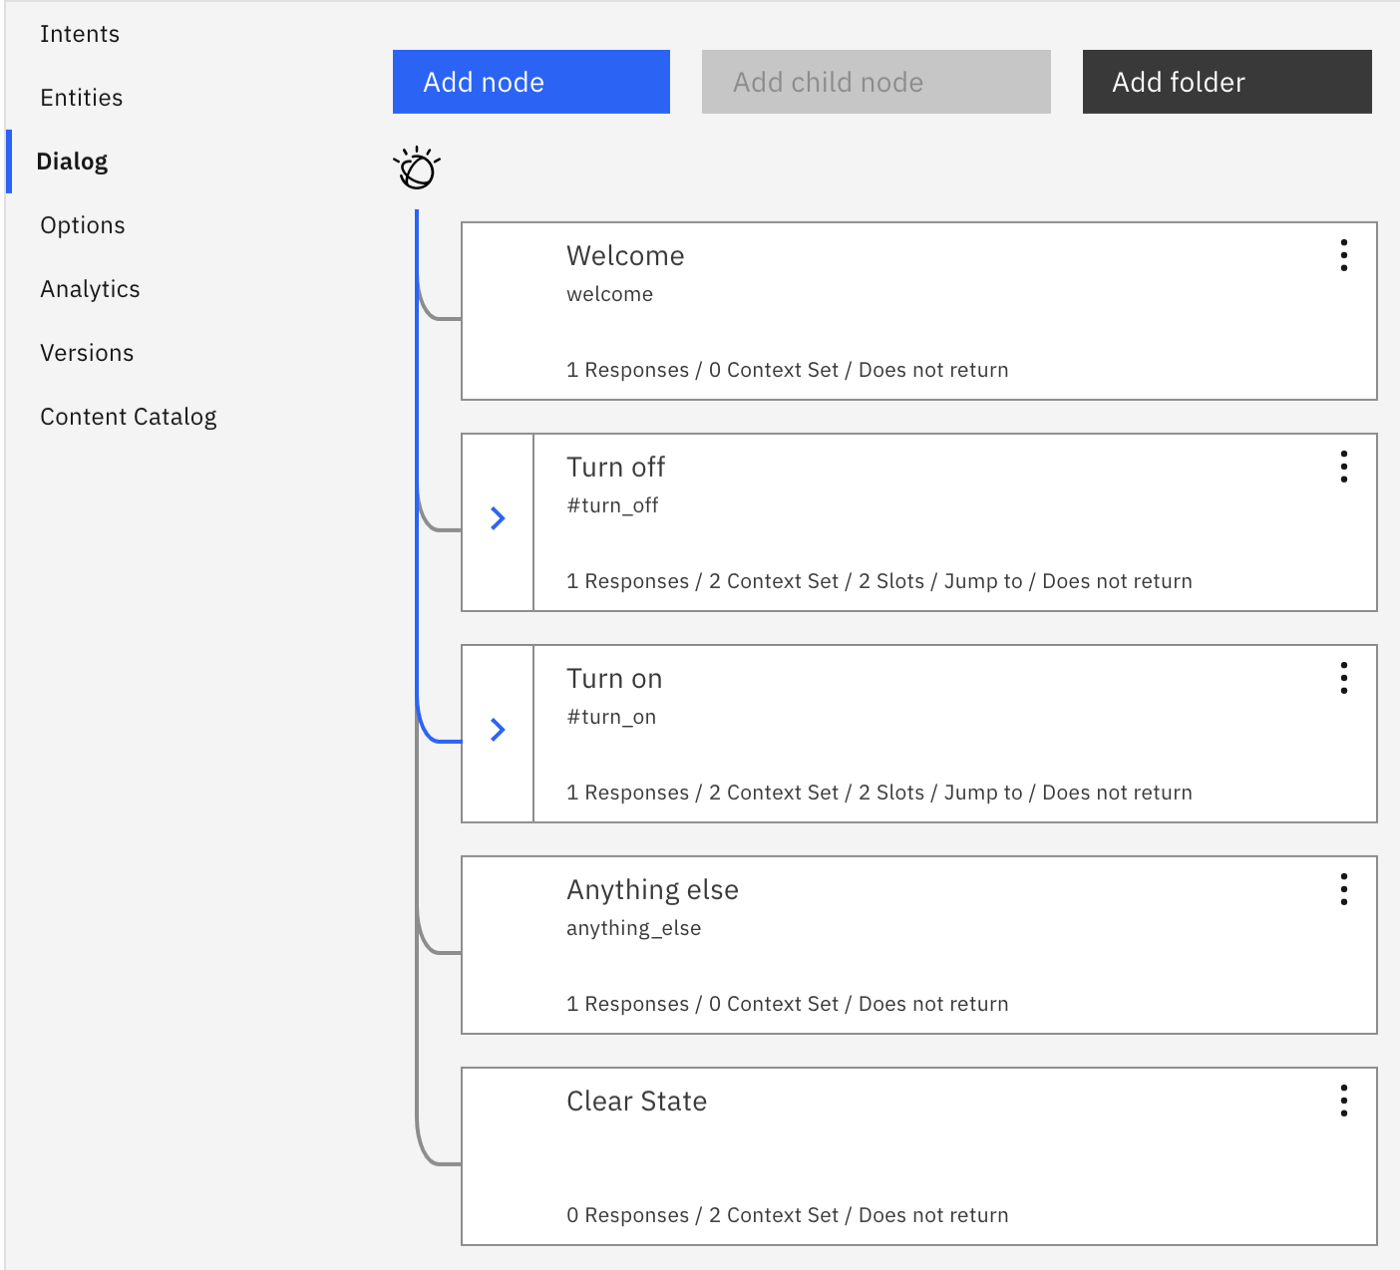 Intents
Entities
Dialog
Options
Analytics
Versions
Content Catalog
Add node
Add child node
Add folder
Welcome
welcome
1 Responses / 0 Context Set / Does not return
Turn off
#turn_off
1 Responses / 2 Context Set / 2 Slots / Jump to / Does not return
Turn on
#turn_on
1 Responses / 2 Context Set / 2 Slots / Jump to / Does not return
Anything else
anything_else
1 Responses / 0 Context Set / Does not return
Clear State
0 Responses / 2 Context Set / Does not return